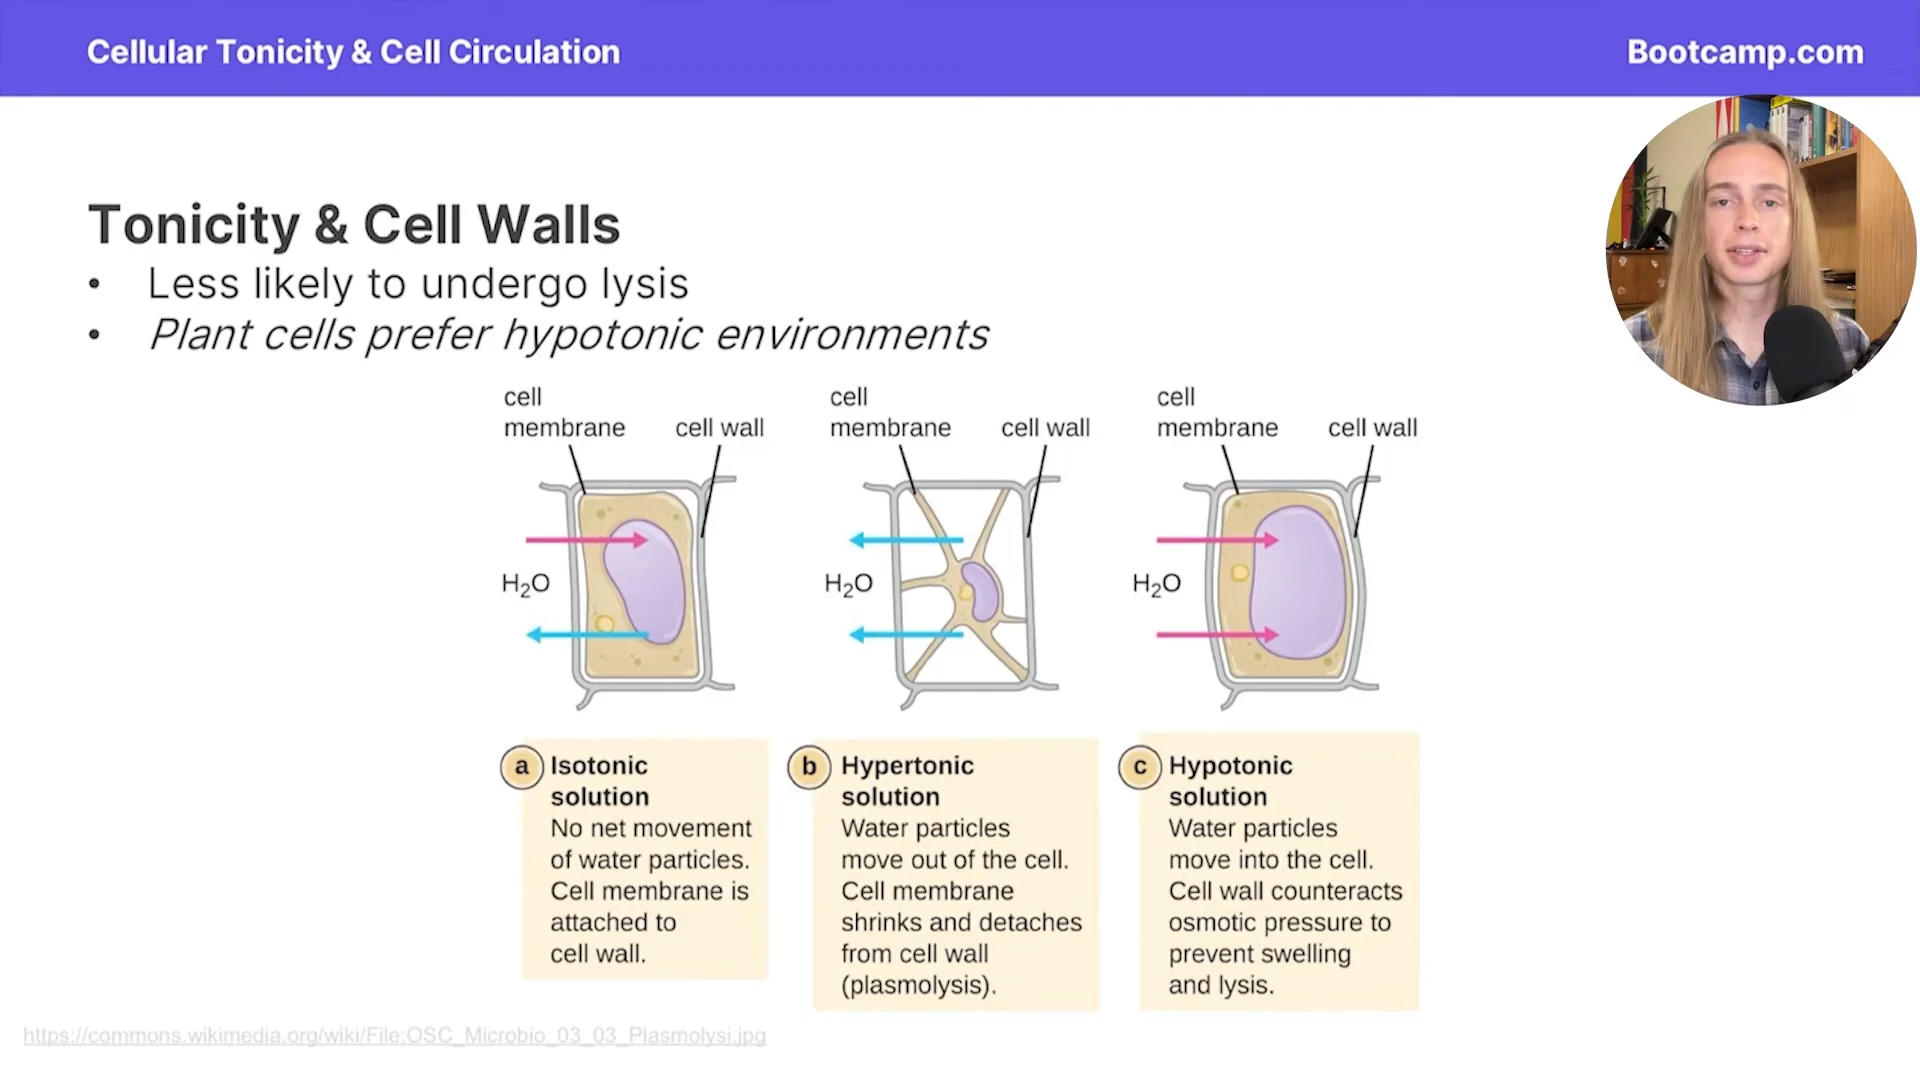 Cellular Tonicity & Cell Circulation
Bootcamp.com
Tonicity & Cell Walls
• Less likely to undergo lysis
• Plant cells prefer hypotonic environments
cell
membrane
cell wall
H₂O
cell
membrane
cell wall
H₂O
cell
membrane
cell wall
H₂O
a Isotonic
solution
No net movement
of water particles.
Cell membrane is
attached to
cell wall.
b Hypertonic
solution
Water particles
move out of the cell.
Cell membrane
shrinks and detaches
from cell wall
(plasmolysis).
c Hypotonic
solution
Water particles
move into the cell.
Cell wall counteracts
osmotic pressure to
prevent swelling
and lysis.
https://commons.wikimedia.org/wiki/File:OSC_Microbio_03_03_Plasmolysi.jpg